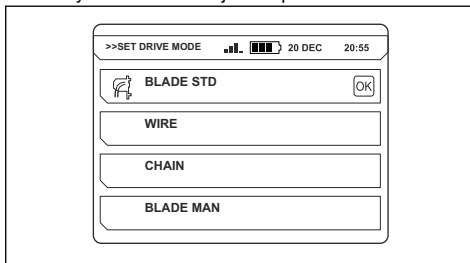 >>SET DRIVE MODE 20 DEC 20:55
BLADE STD OK
WIRE
CHAIN
BLADE MAN